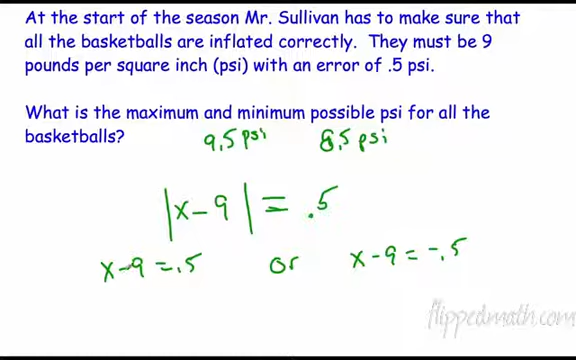 At the start of the season Mr. Sullivan has to make sure that
all the basketballs are inflated correctly. They must be 9
pounds per square inch (psi) with an error of .5 psi.
What is the maximum and minimum possible psi for all the
basketballs?
9.5 psi 8.5 psi
|x-9| = .5
x-9 = .5 or x-9 = -.5
flippedmath.com